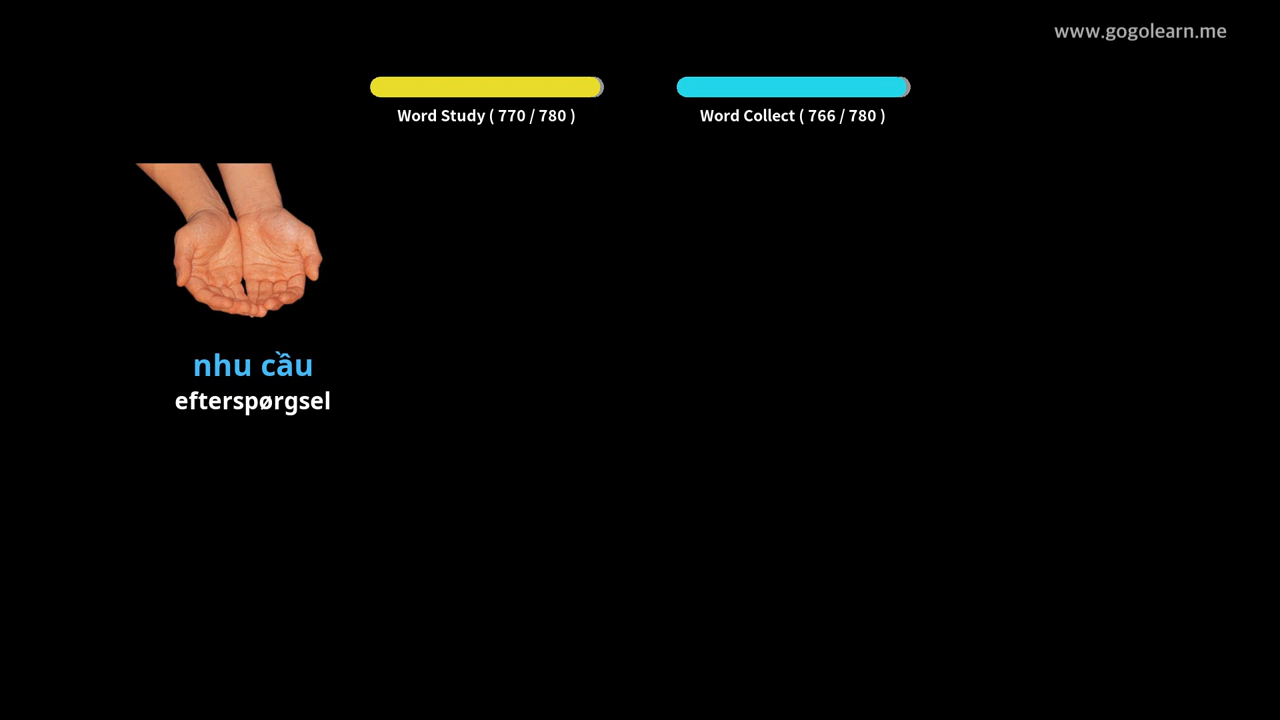 www.gogolearn.me
Word Study ( 770 / 780 )
Word Collect ( 766 / 780 )
nhu cầu
efterspørgsel